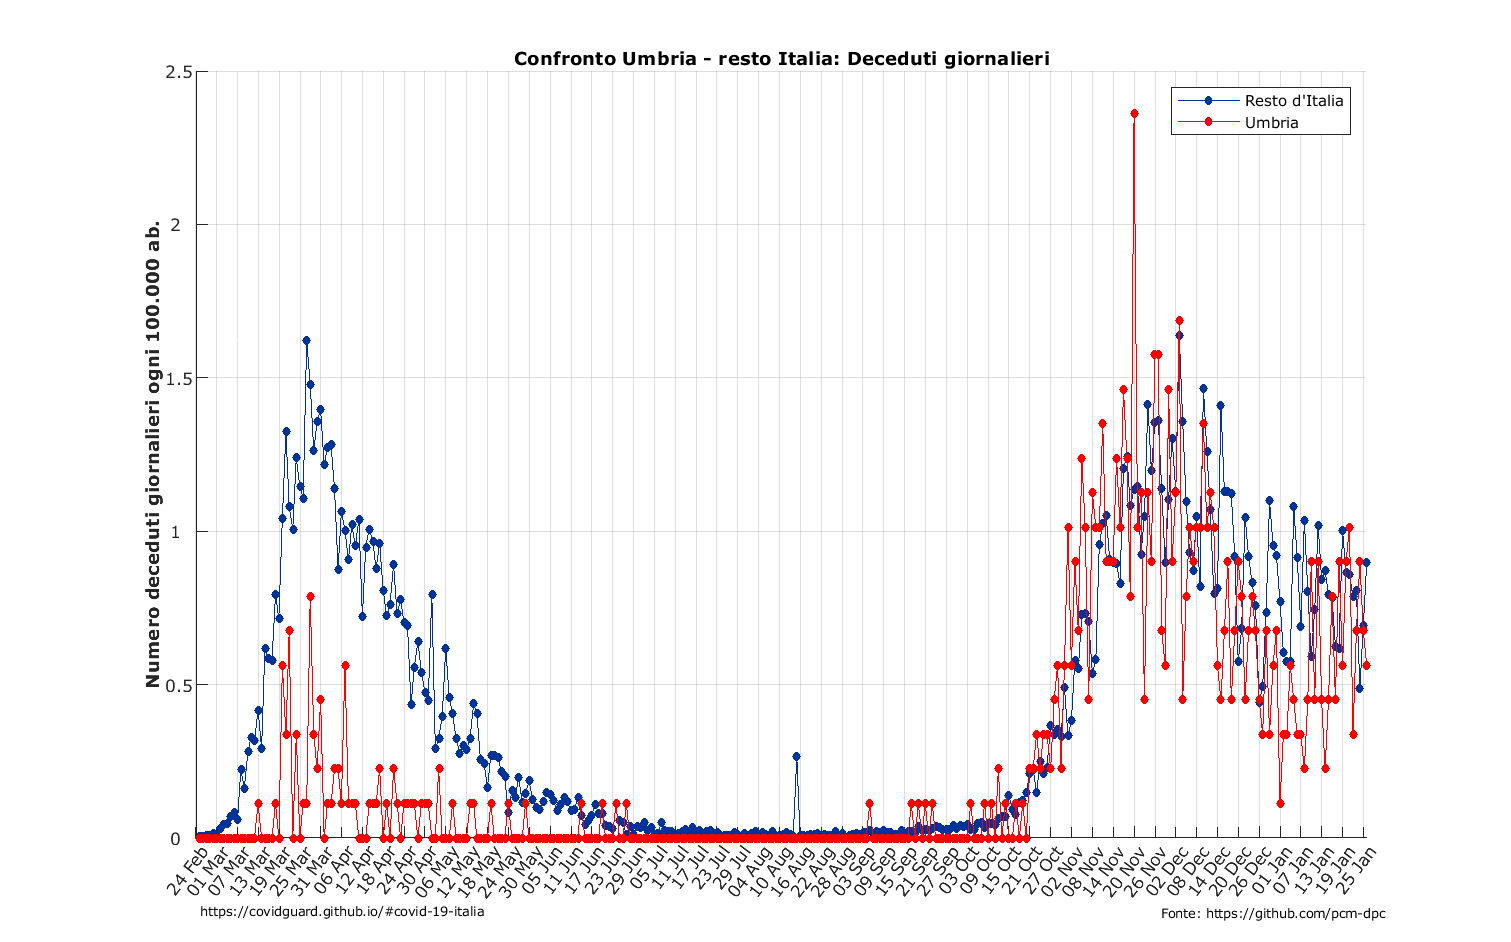 Confronto Umbria - resto Italia: Deceduti giornalieri
Numero deceduti giornalieri ogni 100.000 ab.
2.5
2
1.5
1
0.5
0
Resto d'Italia
Umbria
24 Feb
01 Mar
07 Mar
13 Mar
19 Mar
25 Mar
31 Mar
06 Apr
12 Apr
18 Apr
24 Apr
30 Apr
06 May
12 May
18 May
24 May
30 May
05 Jun
11 Jun
17 Jun
23 Jun
29 Jun
05 Jul
11 Jul
17 Jul
23 Jul
29 Jul
04 Aug
10 Aug
16 Aug
22 Aug
28 Aug
03 Sep
09 Sep
15 Sep
21 Sep
27 Sep
03 Oct
09 Oct
15 Oct
21 Oct
27 Oct
02 Nov
08 Nov
14 Nov
20 Nov
26 Nov
02 Dec
08 Dec
14 Dec
20 Dec
26 Dec
01 Jan
07 Jan
13 Jan
19 Jan
25 Jan
https://covidguard.github.io/#covid-19-italia
Fonte: https://github.com/pcm-dpc